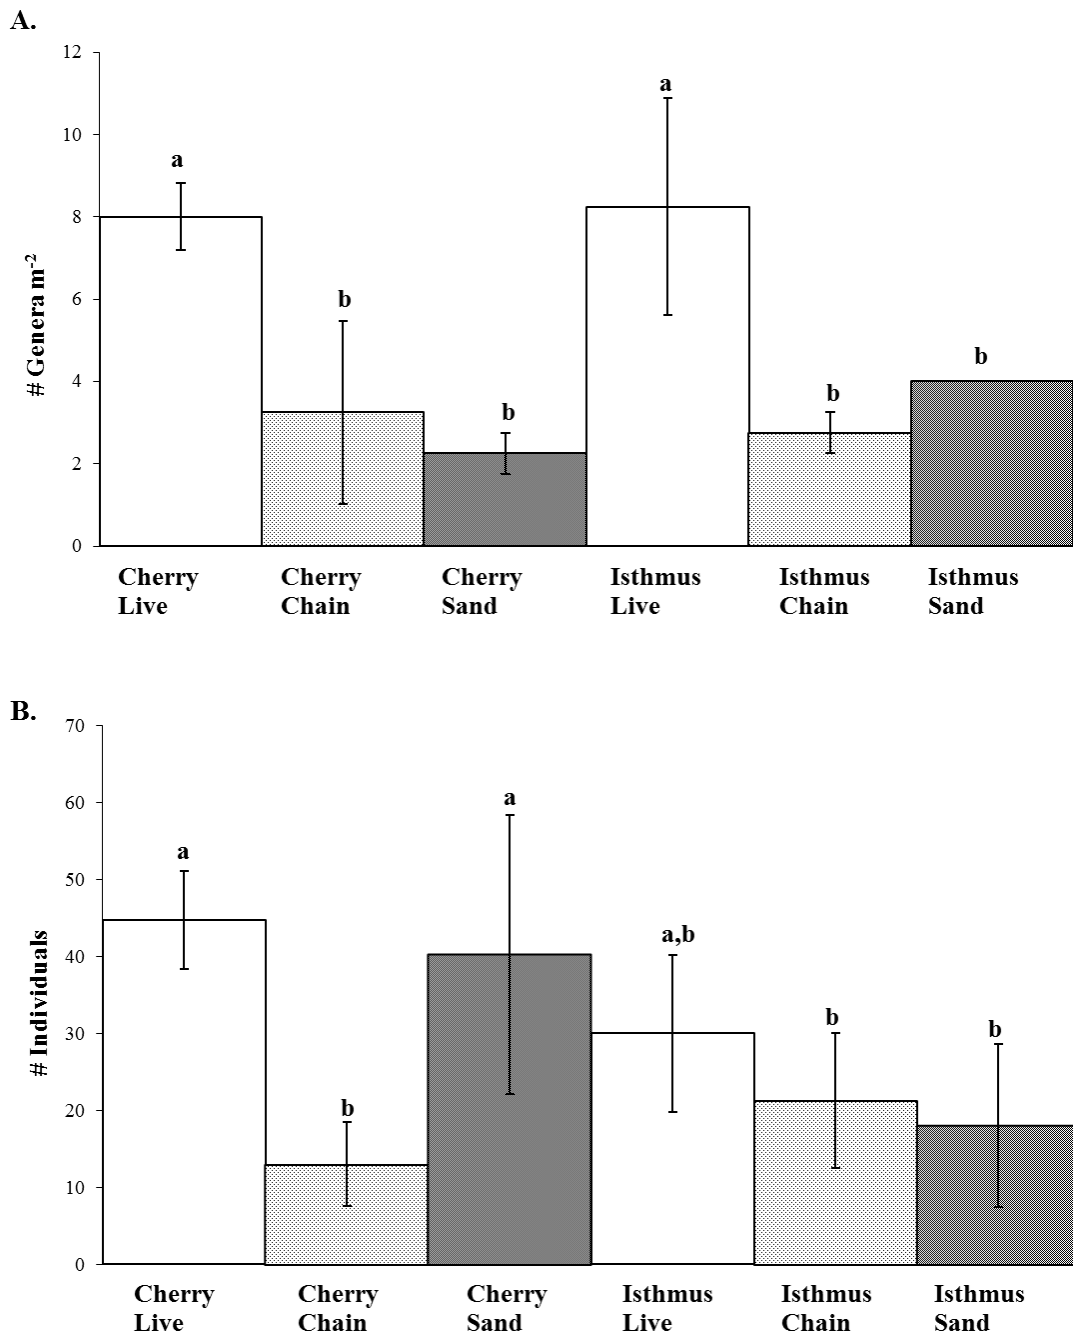 A.
12
10
8
6
4
2
0
# Genera m-2
a
b
b
a
b
b
Cherry Live
Cherry Chain
Cherry Sand
Isthmus Live
Isthmus Chain
Isthmus Sand
B.
70
60
50
40
30
20
10
0
# Individuals
a
b
a
a,b
b
b
Cherry Live
Cherry Chain
Cherry Sand
Isthmus Live
Isthmus Chain
Isthmus Sand